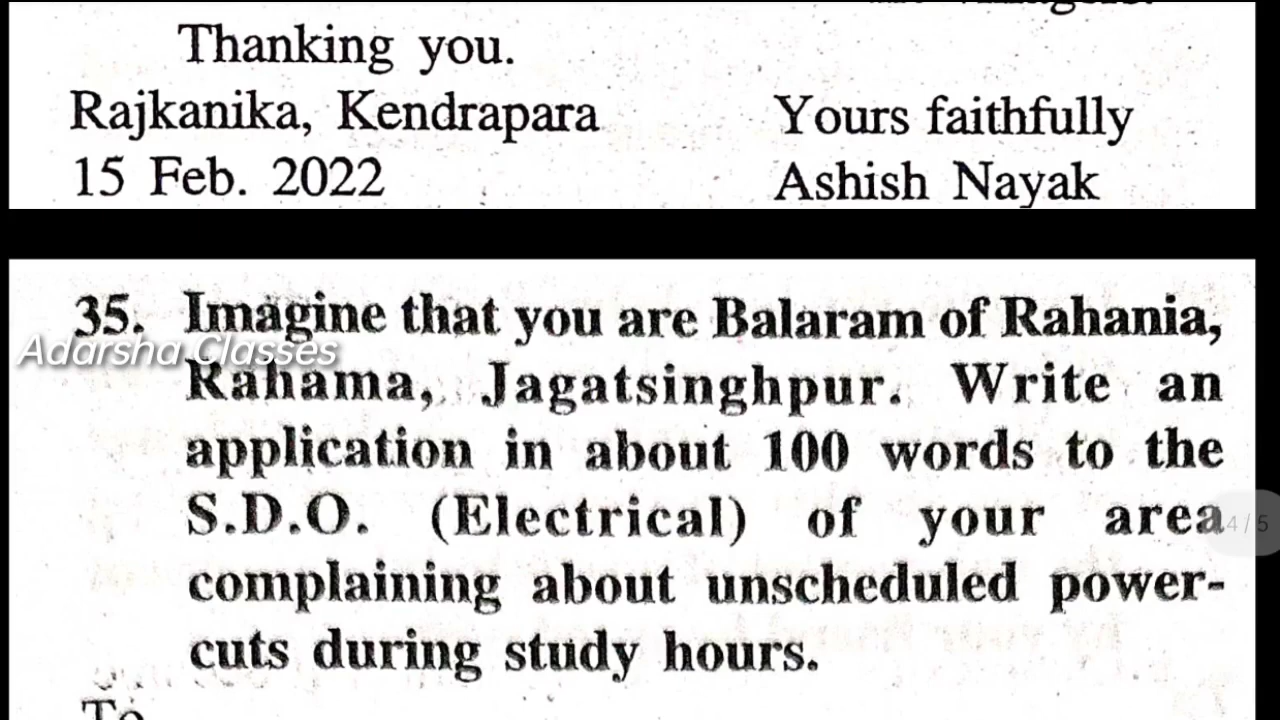 Thanking you.
Rajkanika, Kendrapara Yours faithfully
15 Feb. 2022 Ashish Nayak
35. Imagine that you are Balaram of Rahania,
Adarsha Classes
Rahama, Jagatsinghpur. Write an
application in about 100 words to the
S.D.O. (Electrical) of your area
4/5
complaining about unscheduled power-
cuts during study hours.
To